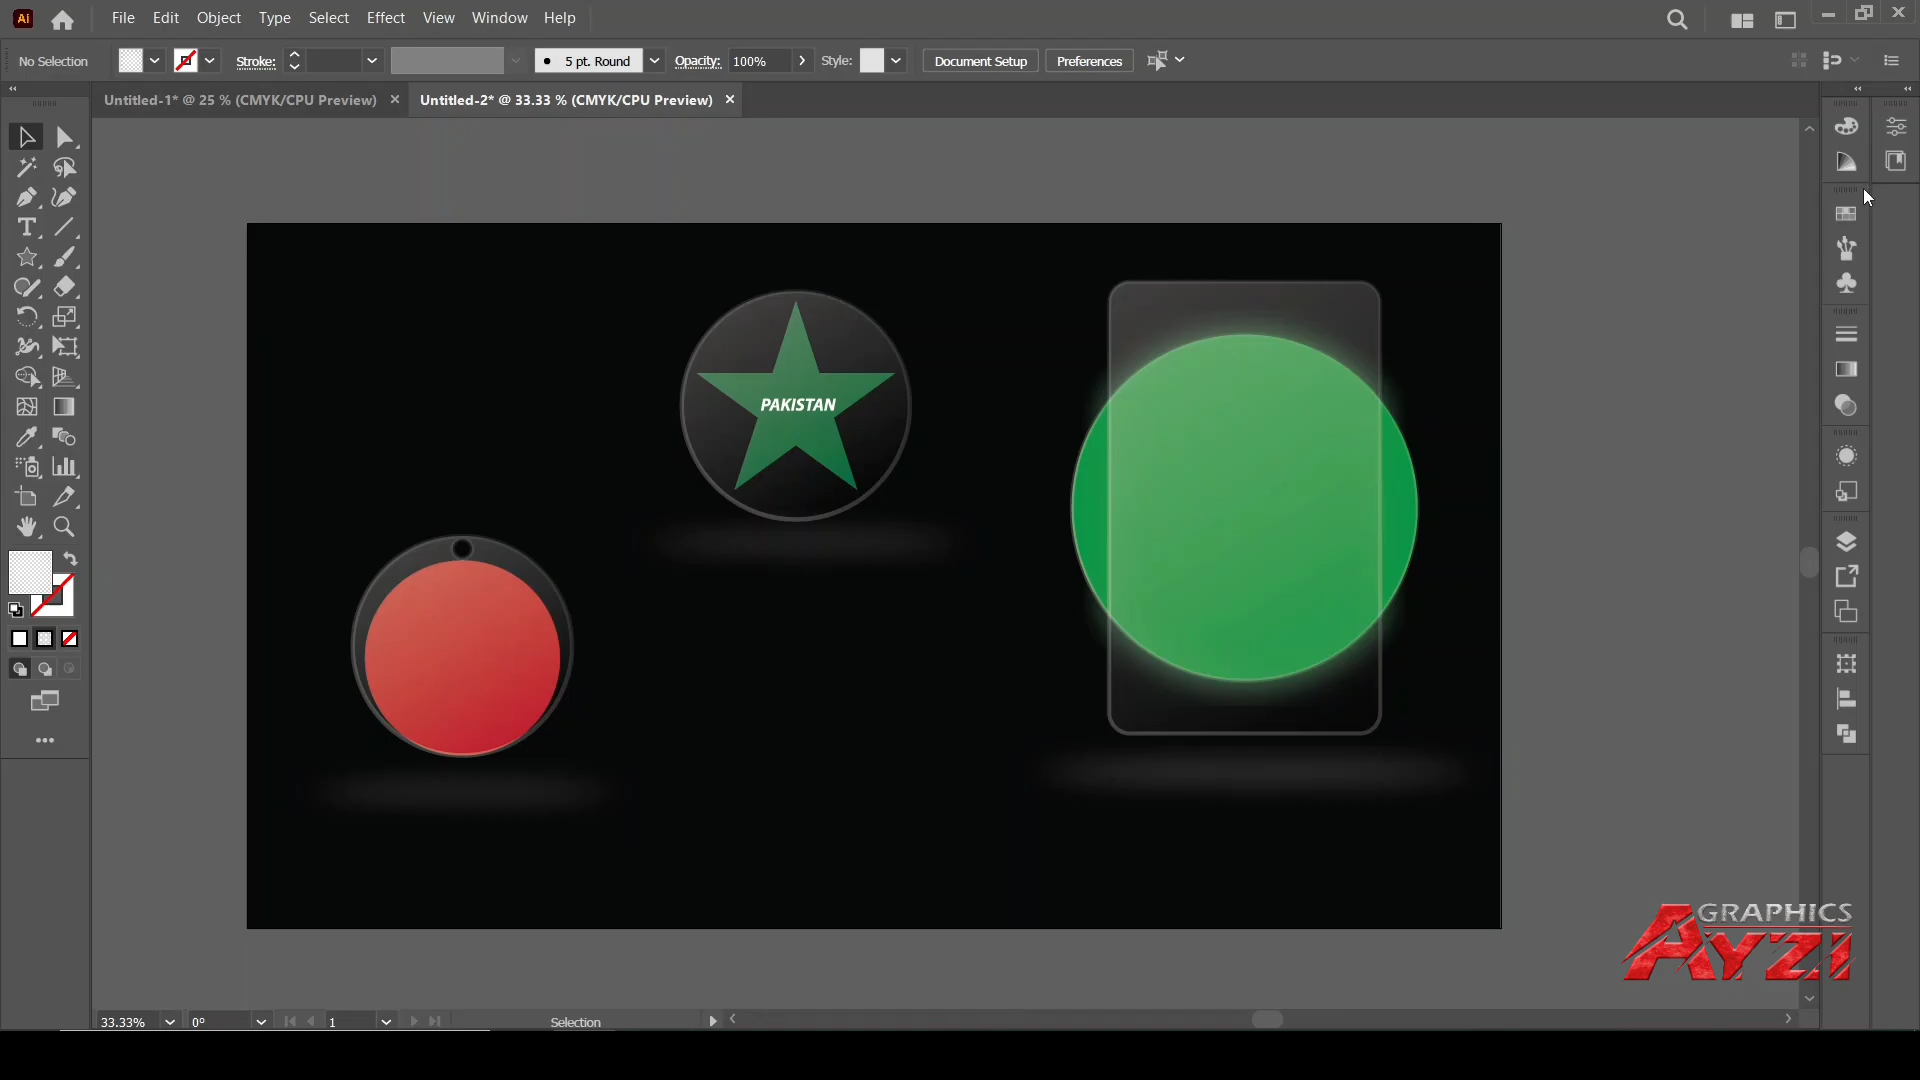 Ai File Edit Object Type Select Effect View Window Help
No Selection Stroke: 5 pt. Round Opacity: 100% Style: Document Setup Preferences
Untitled-1* @ 25 % (CMYK/CPU Preview) Untitled-2* @ 33.33 % (CMYK/CPU Preview)
PAKISTAN
GRAPHICS
AYZI
33.33% 0° 1 Selection